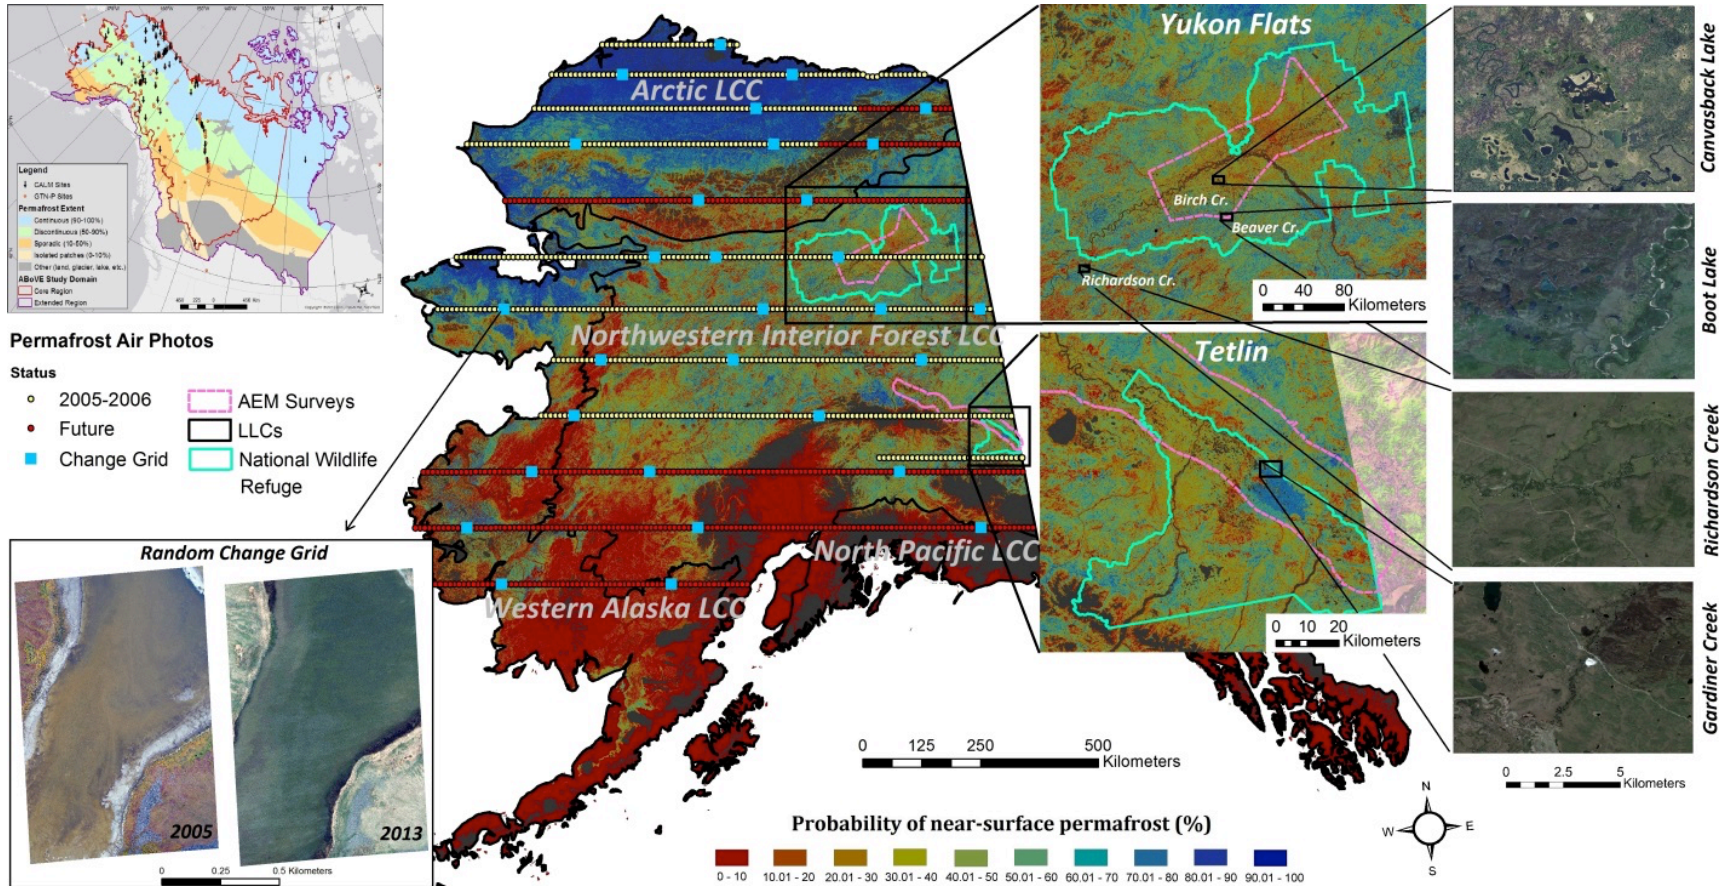 Legend
CALM Sites
GTN-P Sites
Permafrost Extent
Continuous (90-100%)
Discontinuous (50-90%)
Sporadic (10-50%)
Isolated patches (0-10%)
Other (land, glacier, lake, etc.)
ABoVE Study Domain
Core Region
Extended Region
Permafrost Air Photos
Status
2005-2006
Future
Change Grid
AEM Surveys
LLCs
National Wildlife
Refuge
Random Change Grid
2005
2013
0 0.25 0.5 Kilometers
Arctic LCC
Northwestern Interior Forest LCC
North Pacific LCC
Western Alaska LCC
Yukon Flats
Birch Cr.
Beaver Cr.
Richardson Cr.
0 40 80
Kilometers
Tetlin
0 10 20
Kilometers
Canvasback Lake
Boot Lake
Richardson Creek
Gardiner Creek
0 2.5 5
Kilometers
0 125 250 500
Kilometers
N
W E
S
Probability of near-surface permafrost (%)
0 - 10 10.01 - 20 20.01 - 30 30.01 - 40 40.01 - 50 50.01 - 60 60.01 - 70 70.01 - 80 80.01 - 90 90.01 - 100